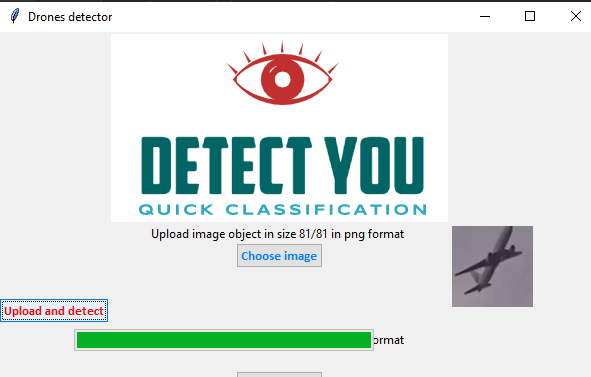 Drones detector
DETECT YOU
QUICK CLASSIFICATION
Upload image object in size 81/81 in png format
Choose image
Upload and detect
ormat